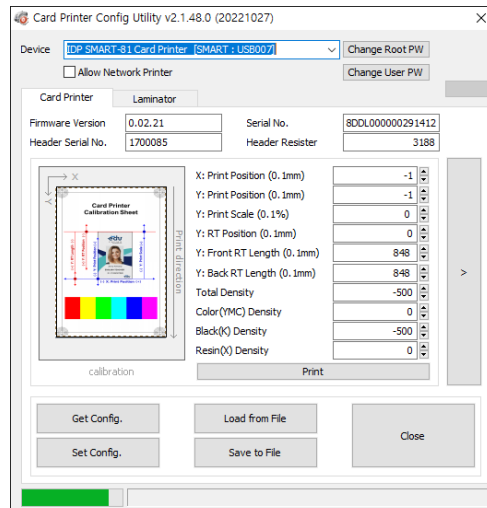 Card Printer Config Utility v2.1.48.0 (20221027)
Device IDP SMART-81 Card Printer [SMART : USB007] Change Root PW
Allow Network Printer Change User PW
Card Printer Laminator
Firmware Version 0.02.21 Serial No. 8DDL000000291412
Header Serial No. 1700085 Header Resister 3188
X
Y
Card Printer
Calibration Sheet
Print direction
calibration
X: Print Position (0.1mm) -1
Y: Print Position (0.1mm) -1
Y: Print Scale (0.1%) 0
Y: RT Position (0.1mm) 0
Y: Front RT Length (0.1mm) 848
Y: Back RT Length (0.1mm) 848
Total Density -500
Color(YMC) Density 0
Black(K) Density -500
Resin(X) Density 0
Print
>
Get Config. Load from File
Set Config. Save to File
Close